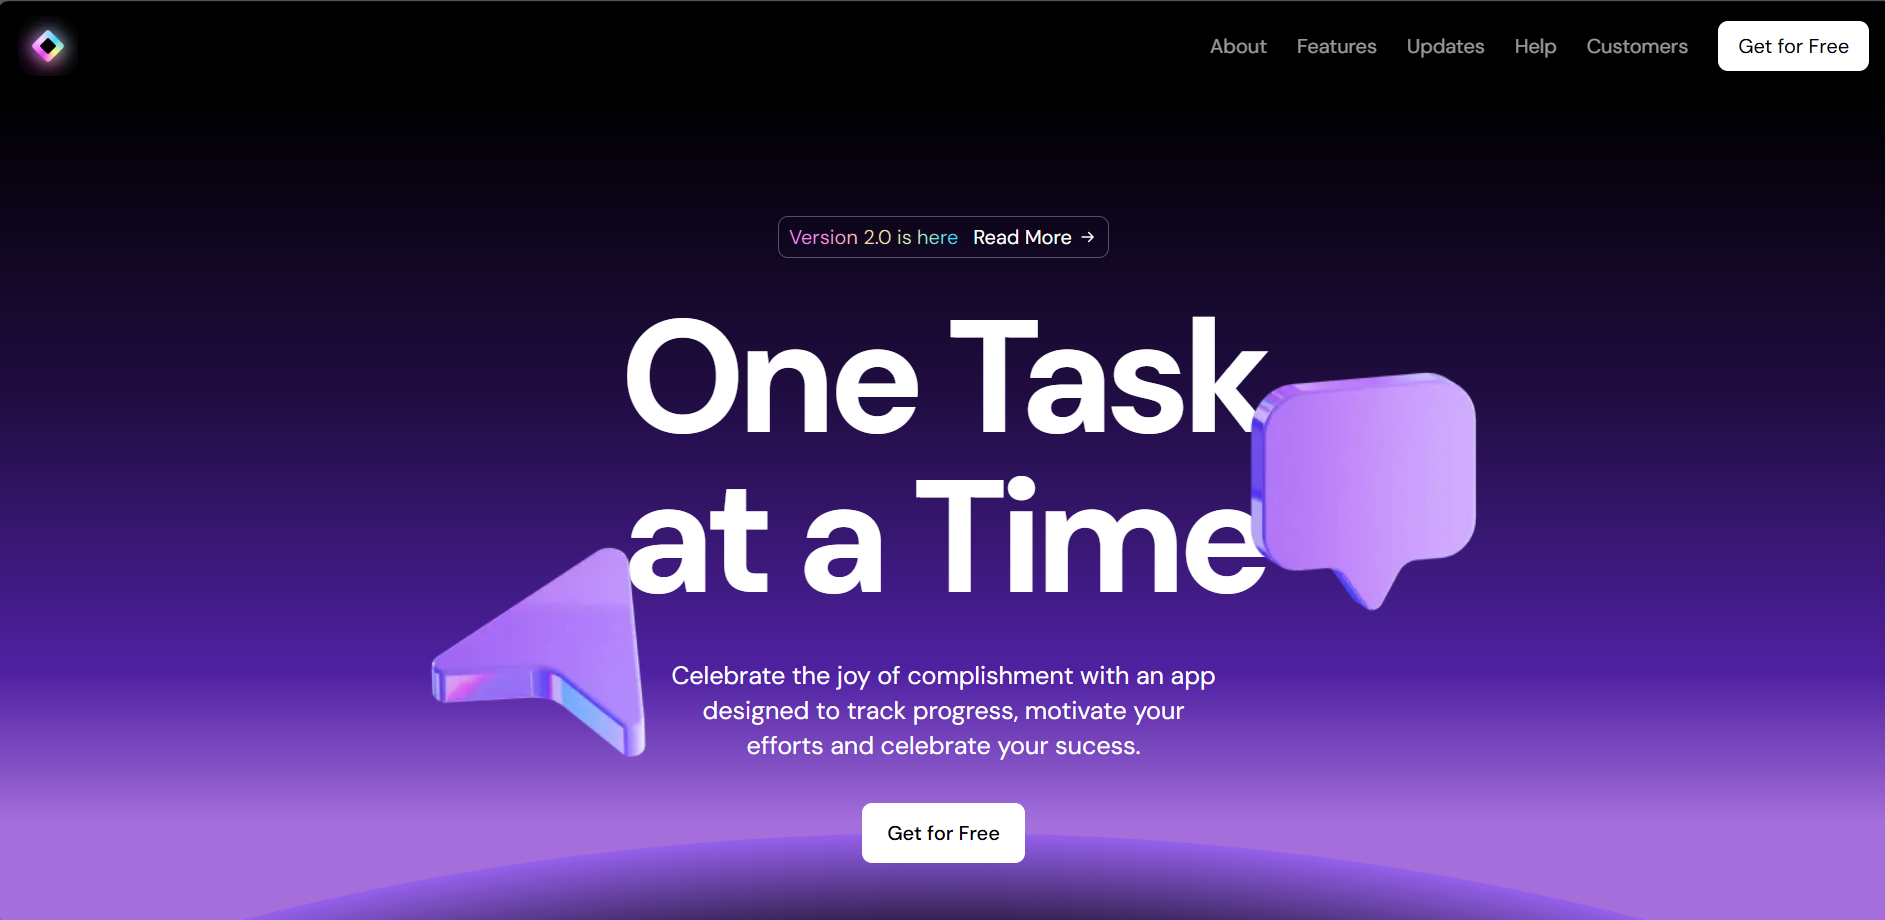 About Features Updates Help Customers Get for Free
Version 2.0 is here Read More →
One Task
at a Time
Celebrate the joy of complishment with an app
designed to track progress, motivate your
efforts and celebrate your sucess.
Get for Free